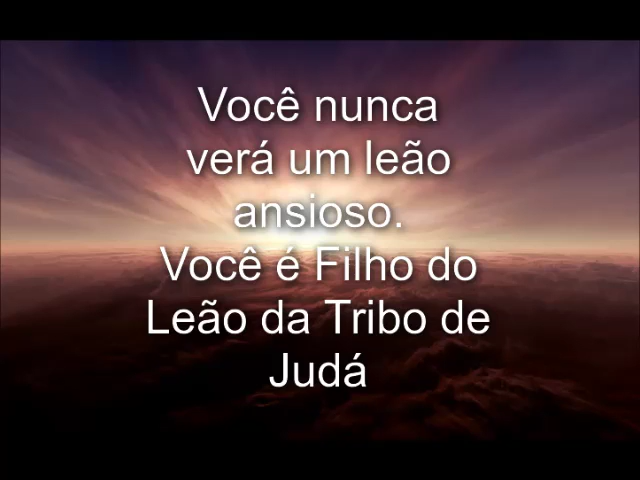 Você nunca
verá um leão
ansioso.
Você é Filho do
Leão da Tribo de
Judá